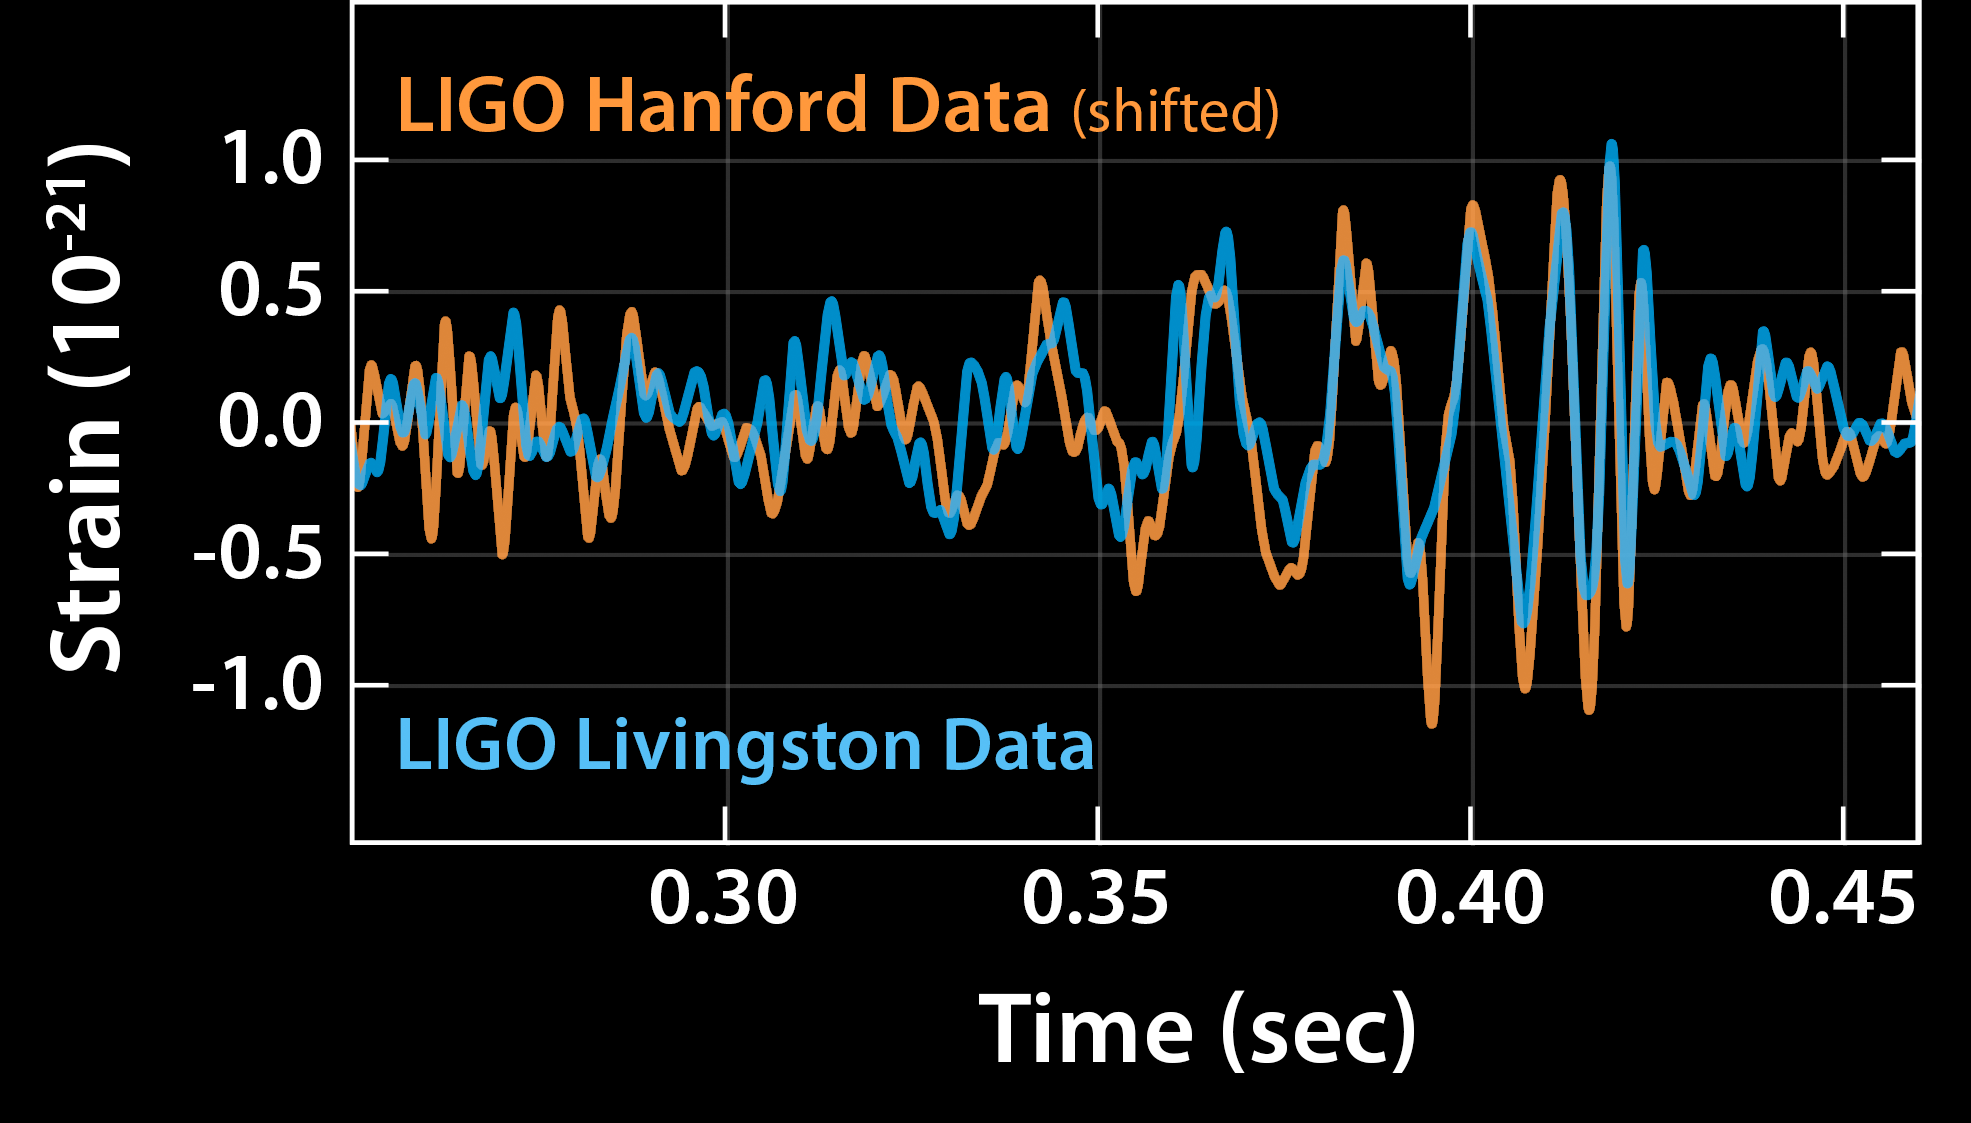 LIGO Hanford Data (shifted)
Strain (10⁻²¹)
1.0
0.5
0.0
-0.5
-1.0
LIGO Livingston Data
0.30 0.35 0.40 0.45
Time (sec)